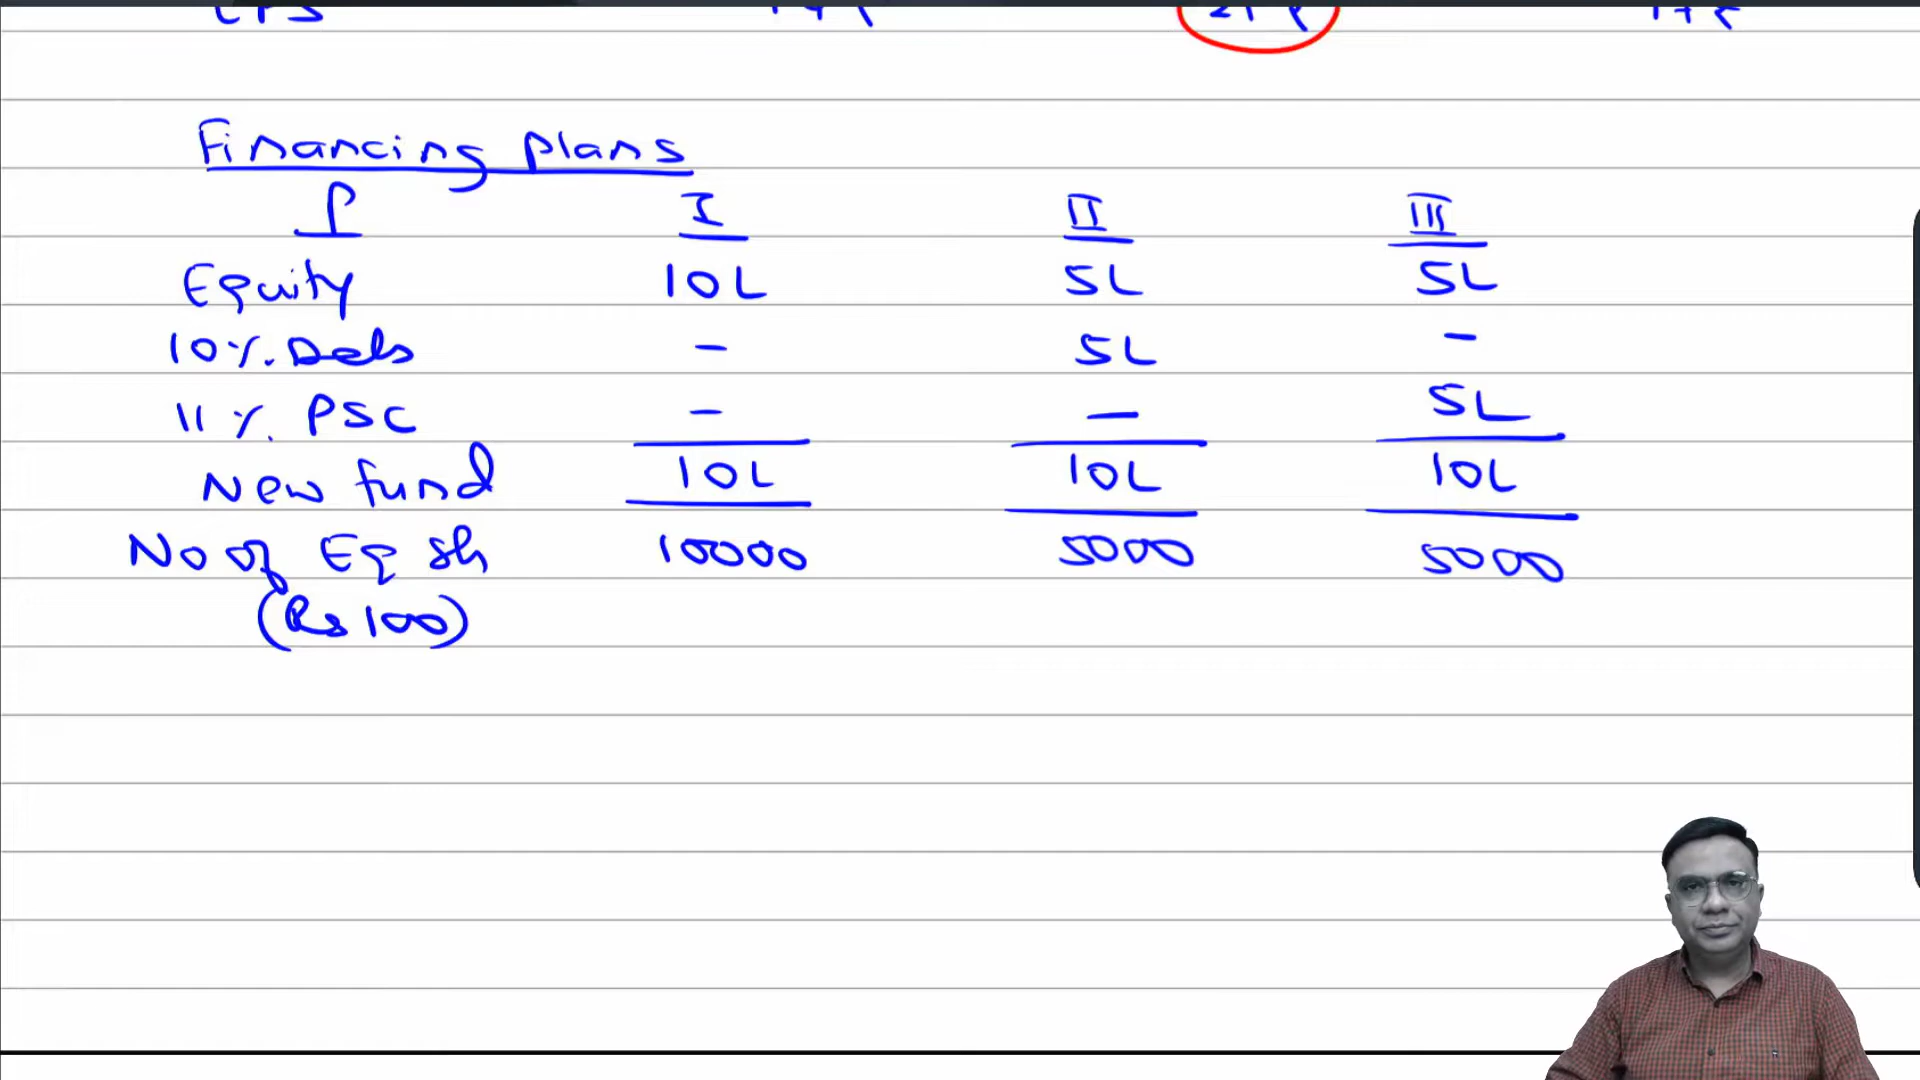 EPS
Financing plans
P I II III
Equity 10L 5L 5L
10%. Debs - 5L -
11%. PSC - - 5L
New fund 10L 10L 10L
No of Eq sh 10000 5000 5000
(Rs 100)